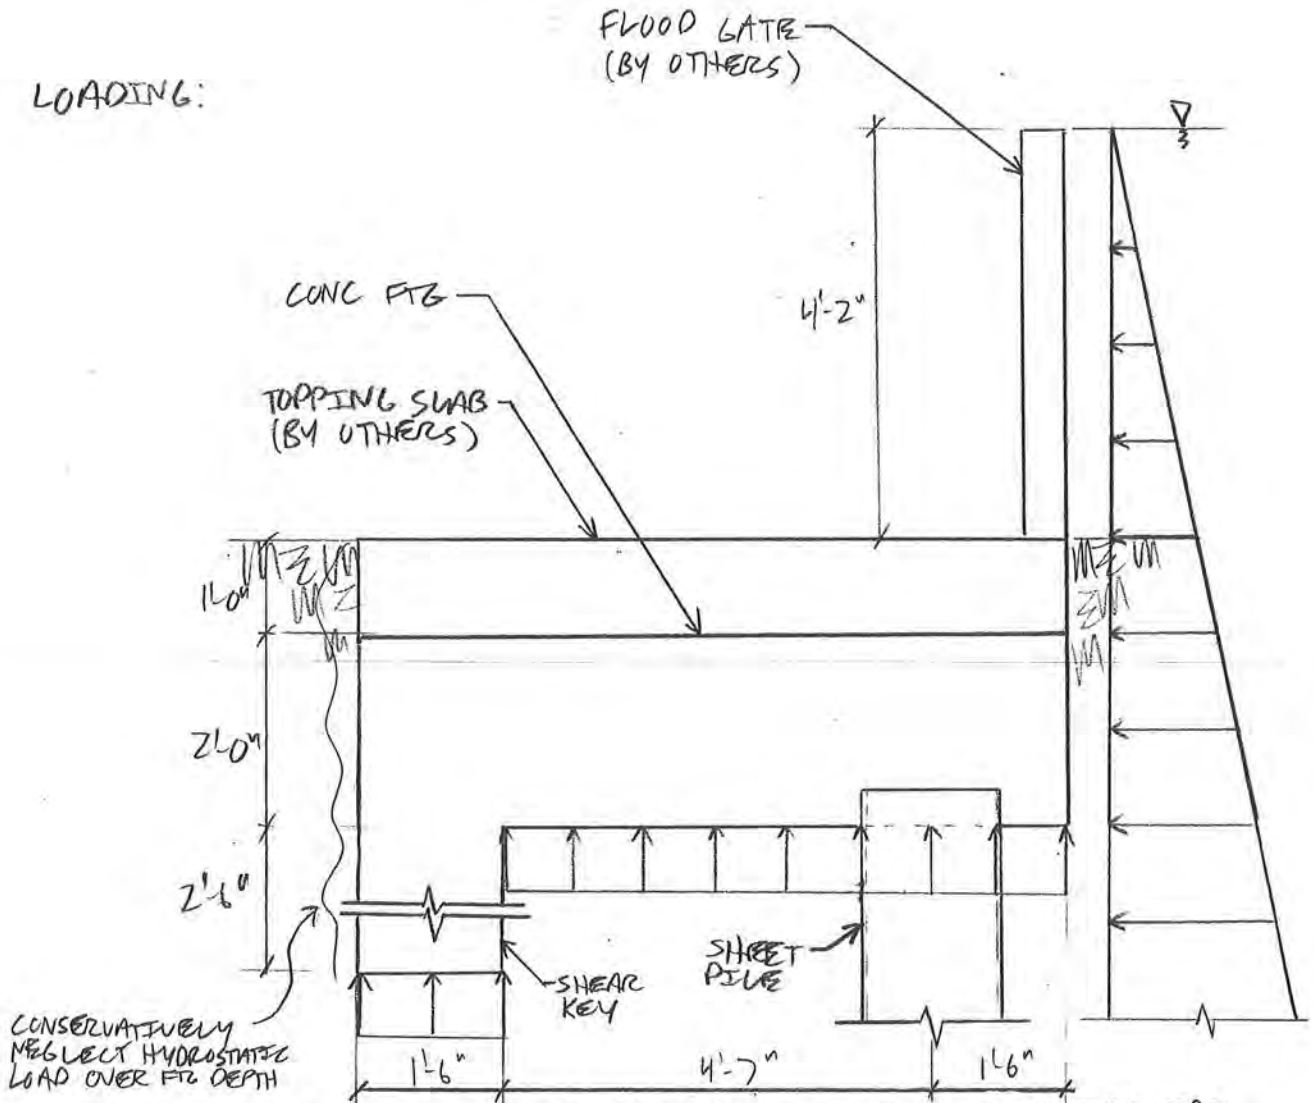 LOADING:
FLOOD GATE
(BY OTHERS)
4'-2"
CONC FTG
TOPPING SLAB
(BY OTHERS)
1'-0"
2'-0"
2'-6"
SHEET
PILE
SHEAR
KEY
CONSERVATIVELY
NEGLECT HYDROSTATIC
LOAD OVER FTG DEPTH
1'-6"
4'-7"
1'-6"